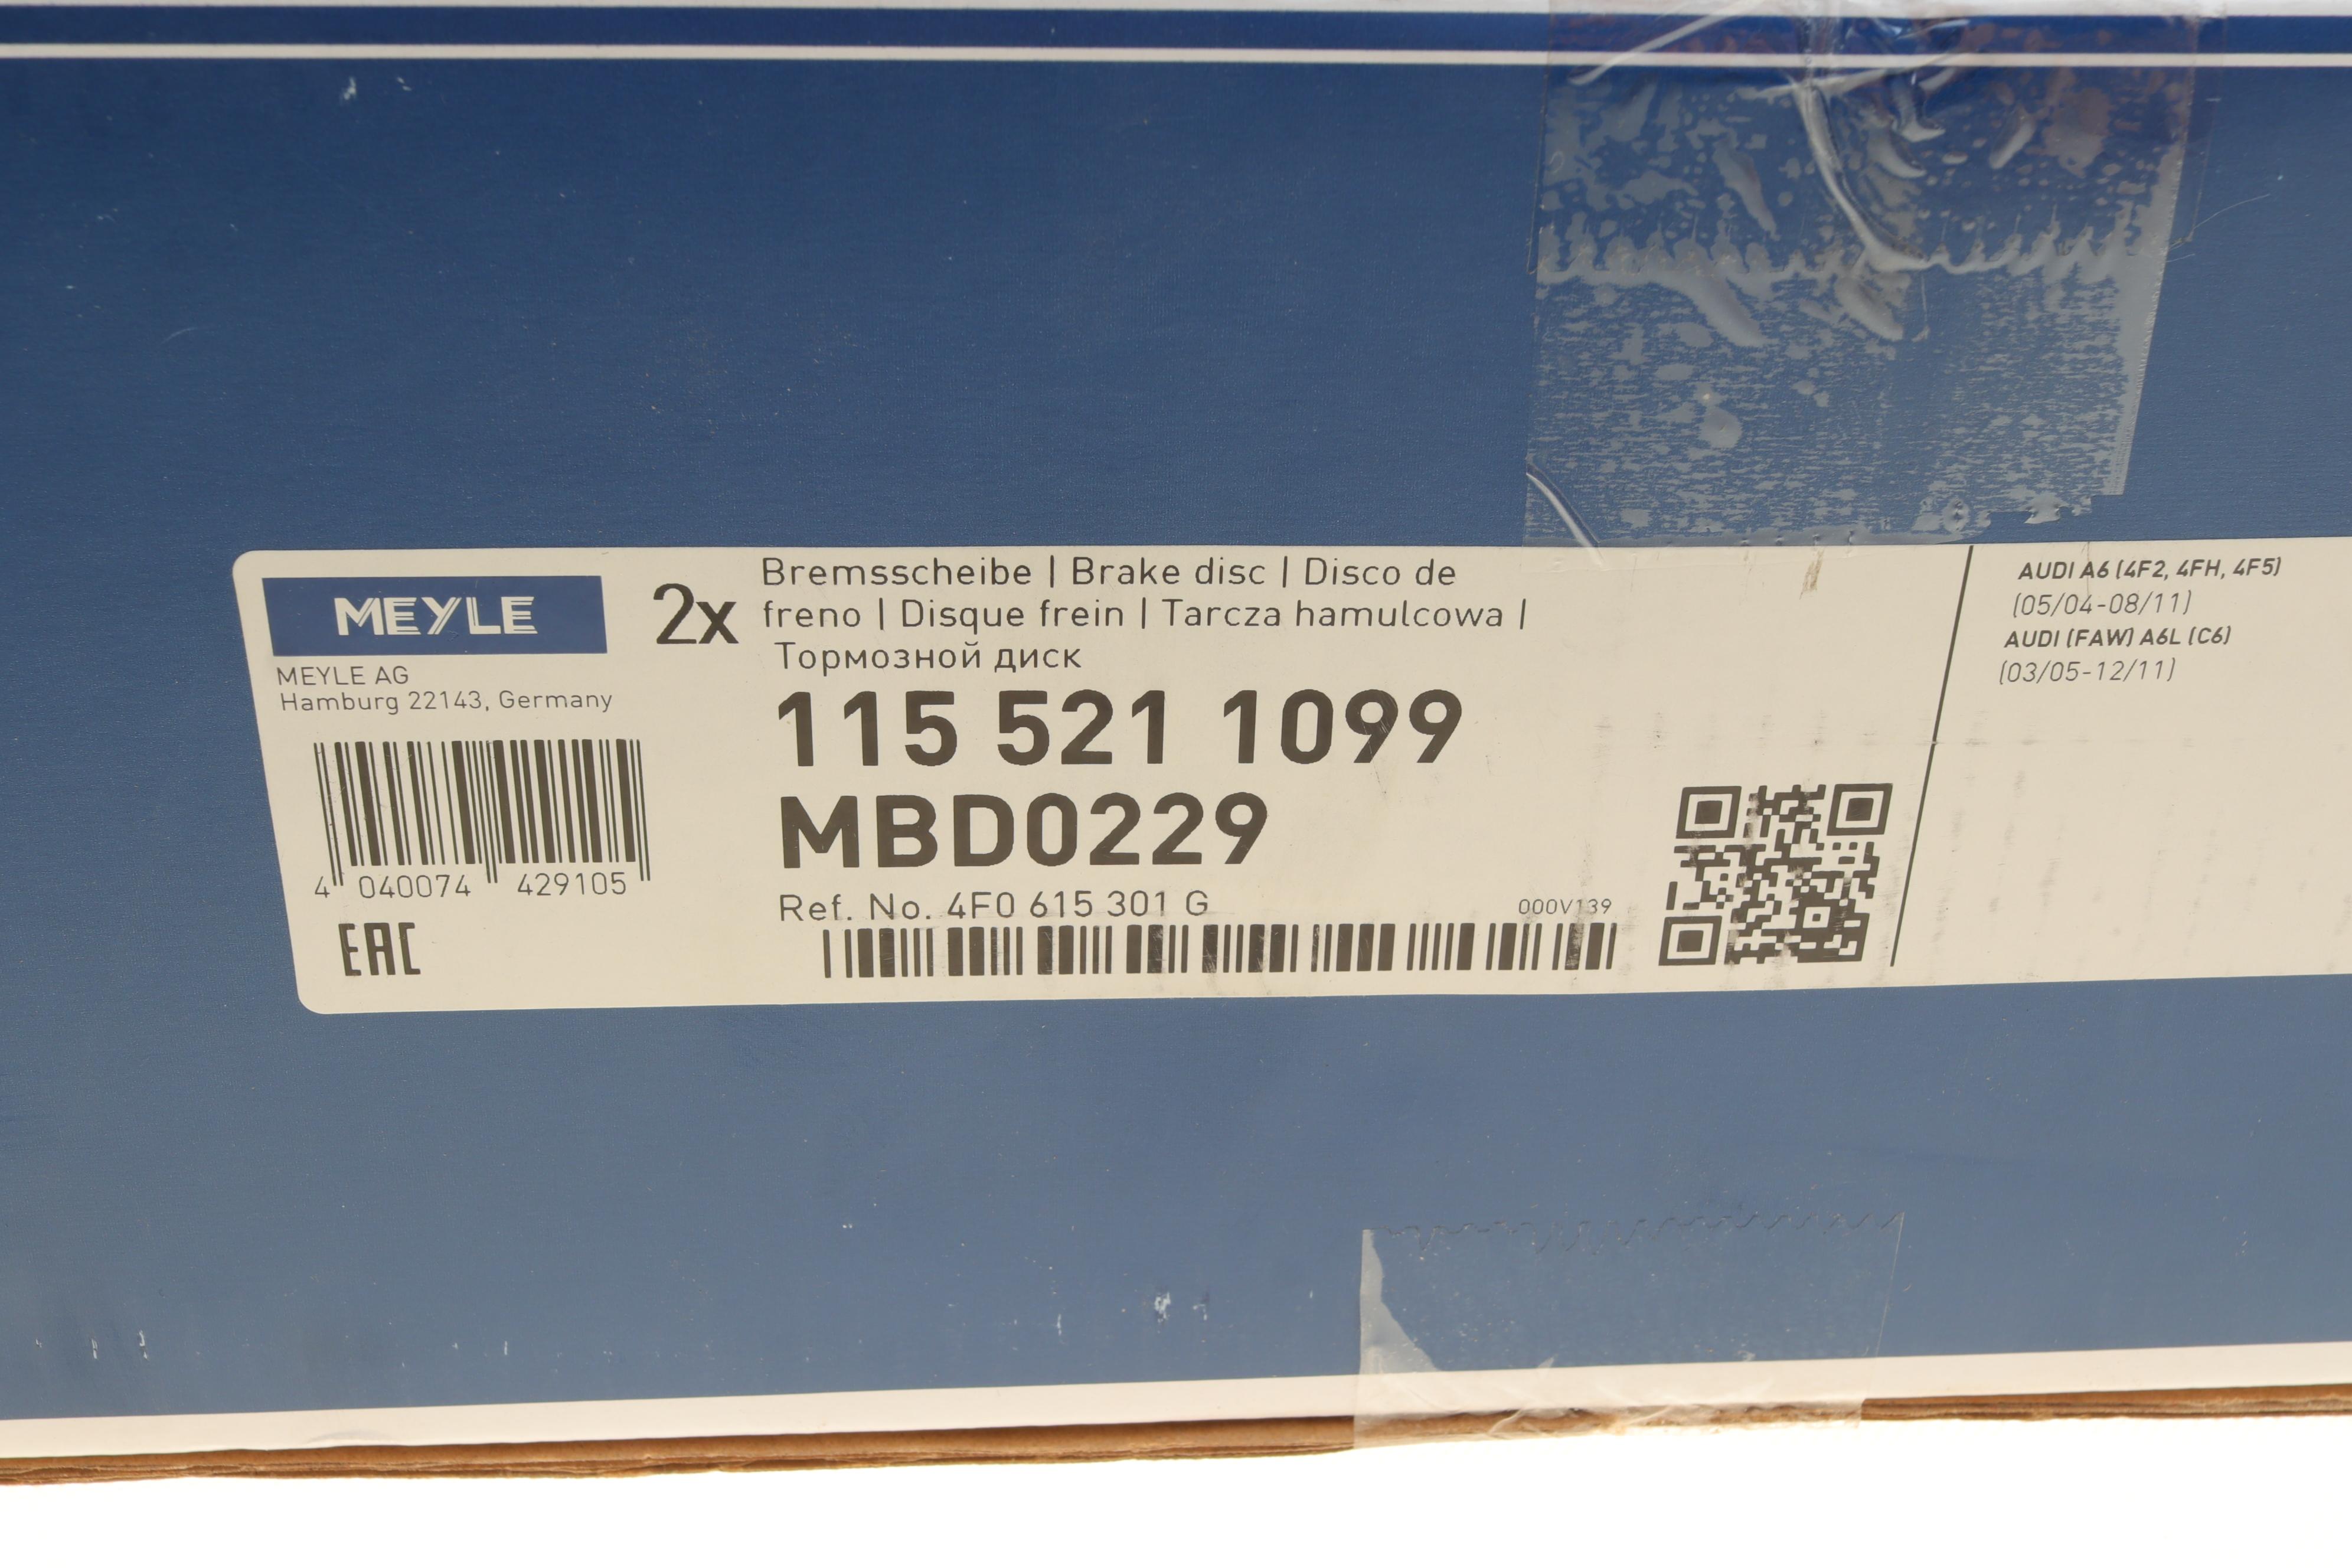 MEYLE
MEYLE AG
Hamburg 22143, Germany
4 040074 429105
EAC
2x
Bremsscheibe | Brake disc | Disco de
freno | Disque frein | Tarcza hamulcowa |
Тормозной диск
115 521 1099
MBD0229
Ref. No. 4F0 615 301 G
000V139
AUDI A6 (4F2, 4FH, 4F5)
(05/04-08/11)
AUDI (FAW) A6L (C6)
(03/05-12/11)